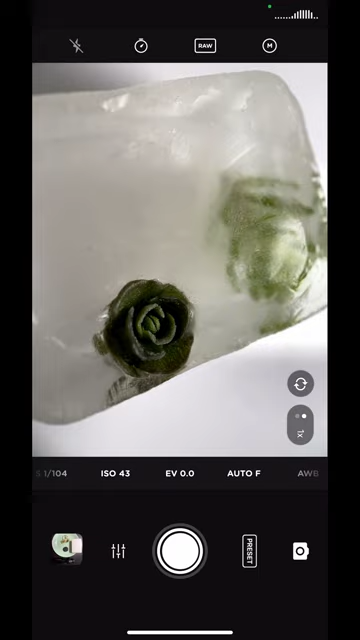 RAW
M
1x
S 1/104 ISO 43 EV 0.0 AUTO F AWB
PRESET